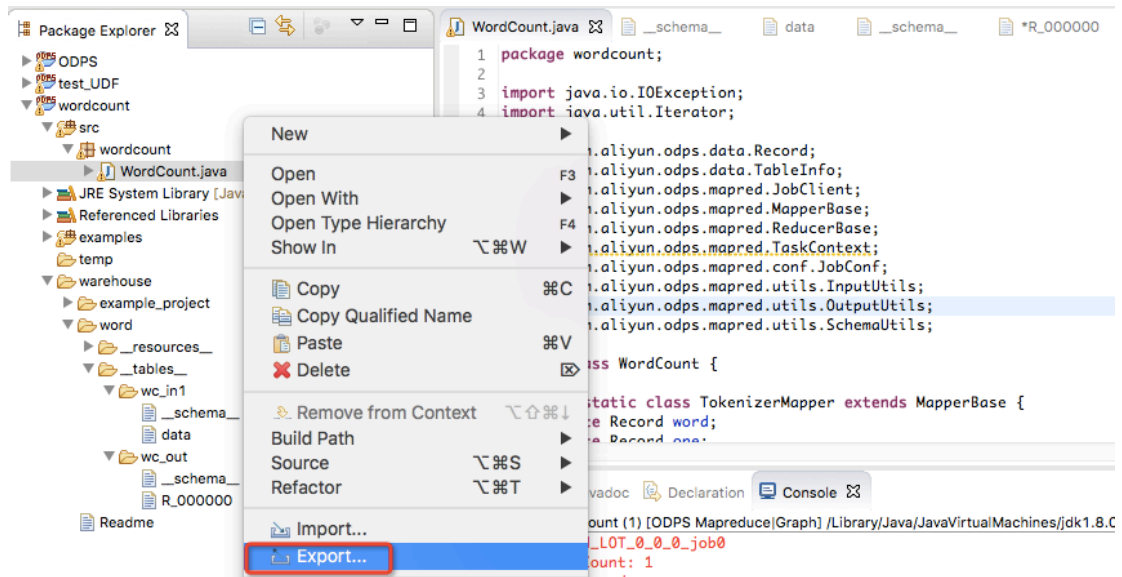 Package Explorer
ODPS
test_UDF
wordcount
src
wordcount
WordCount.java
JRE System Library [Jav
Referenced Libraries
examples
temp
warehouse
example_project
word
__resources__
__tables__
wc_in1
__schema_
data
wc_out
__schema_
R_000000
Readme
New
Open F3
Open With
Open Type Hierarchy F4
Show In ⌥⌘W
Copy ⌘C
Copy Qualified Name
Paste ⌘V
Delete ⌦
Remove from Context ⌥⇧⌘↓
Build Path
Source ⌥⌘S
Refactor ⌥⌘T
Import...
Export...
WordCount.java __schema__ data __schema__ *R_000000
1 package wordcount;
2
3 import java.io.IOException;
4 import java.util.Iterator;
.aliyun.odps.data.Record;
.aliyun.odps.data.TableInfo;
.aliyun.odps.mapred.JobClient;
.aliyun.odps.mapred.MapperBase;
.aliyun.odps.mapred.ReducerBase;
.aliyun.odps.mapred.TaskContext;
.aliyun.odps.mapred.conf.JobConf;
.aliyun.odps.mapred.utils.InputUtils;
.aliyun.odps.mapred.utils.OutputUtils;
.aliyun.odps.mapred.utils.SchemaUtils;
ss WordCount {
static class TokenizerMapper extends MapperBase {
e Record word;
e Record one;
vadoc Declaration Console
ount (1) [ODPS Mapreduce|Graph] /Library/Java/JavaVirtualMachines/jdk1.8.0
_LOT_0_0_0_job0
ount: 1